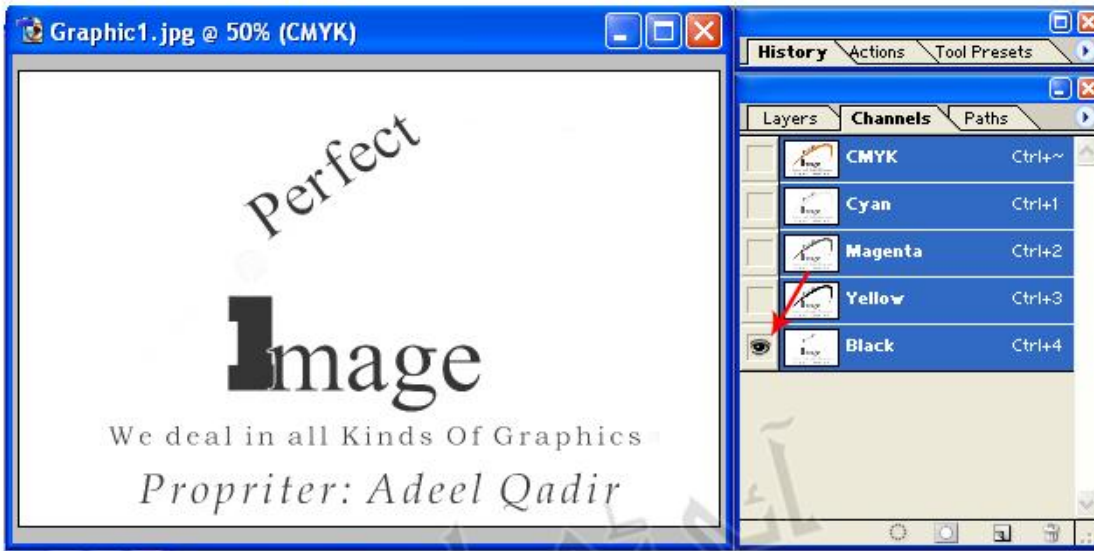 Graphic1.jpg @ 50% (CMYK)
Perfect
Image
We deal in all Kinds Of Graphics
Propriter: Adeel Qadir
History Actions Tool Presets
Layers Channels Paths
CMYK Ctrl+~
Cyan Ctrl+1
Magenta Ctrl+2
Yellow Ctrl+3
Black Ctrl+4